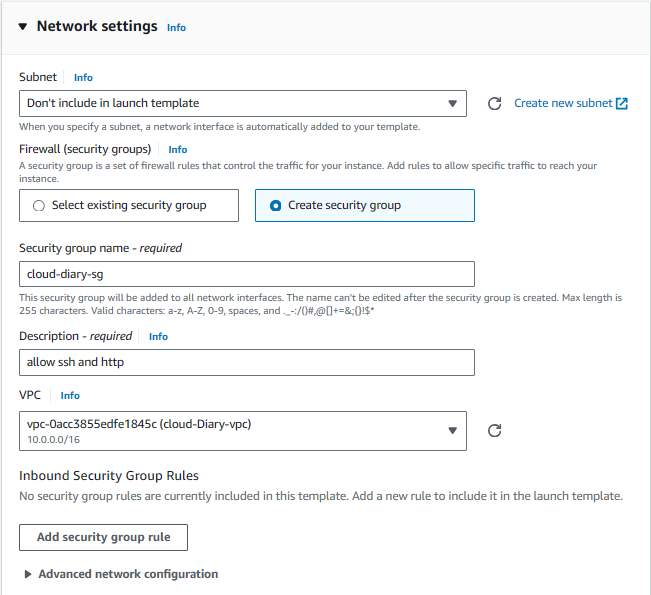 Network settings Info
Subnet Info
Don't include in launch template
Create new subnet
When you specify a subnet, a network interface is automatically added to your template.
Firewall (security groups) Info
A security group is a set of firewall rules that control the traffic for your instance. Add rules to allow specific traffic to reach your
instance.
Select existing security group
Create security group
Security group name - required
cloud-diary-sg
This security group will be added to all network interfaces. The name can't be edited after the security group is created. Max length is
255 characters. Valid characters: a-z, A-Z, 0-9, spaces, and ._-:/()#,@[]+=&;{}!$*
Description - required Info
allow ssh and http
VPC Info
vpc-0acc3855edfe1845c (cloud-Diary-vpc)
10.0.0.0/16
Inbound Security Group Rules
No security group rules are currently included in this template. Add a new rule to include it in the launch template.
Add security group rule
Advanced network configuration